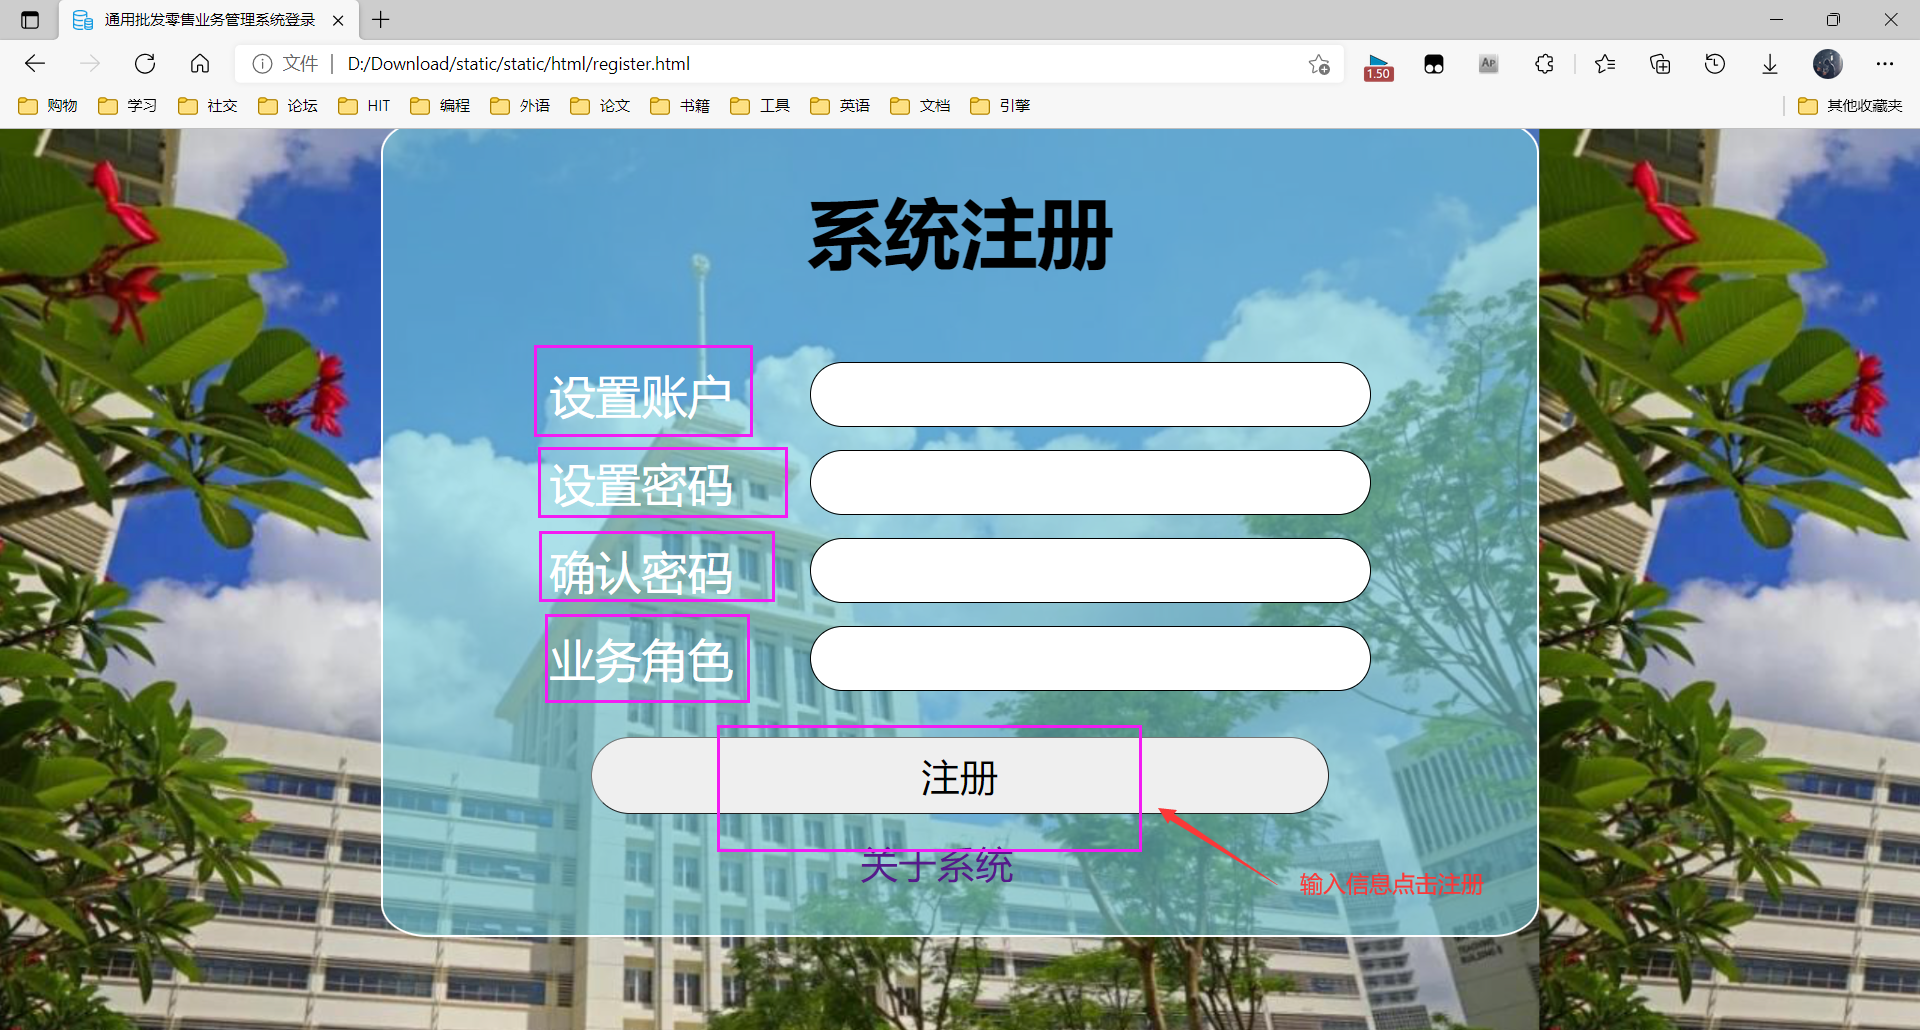 通用批发零售业务管理系统登录
文件 D:/Download/static/static/html/register.html
1.50
AP
购物 学习 社交 论坛 HIT 编程 外语 论文 书籍 工具 英语 文档 引擎 其他收藏夹
系统注册
设置账户
设置密码
确认密码
业务角色
注册
关于系统
输入信息点击注册